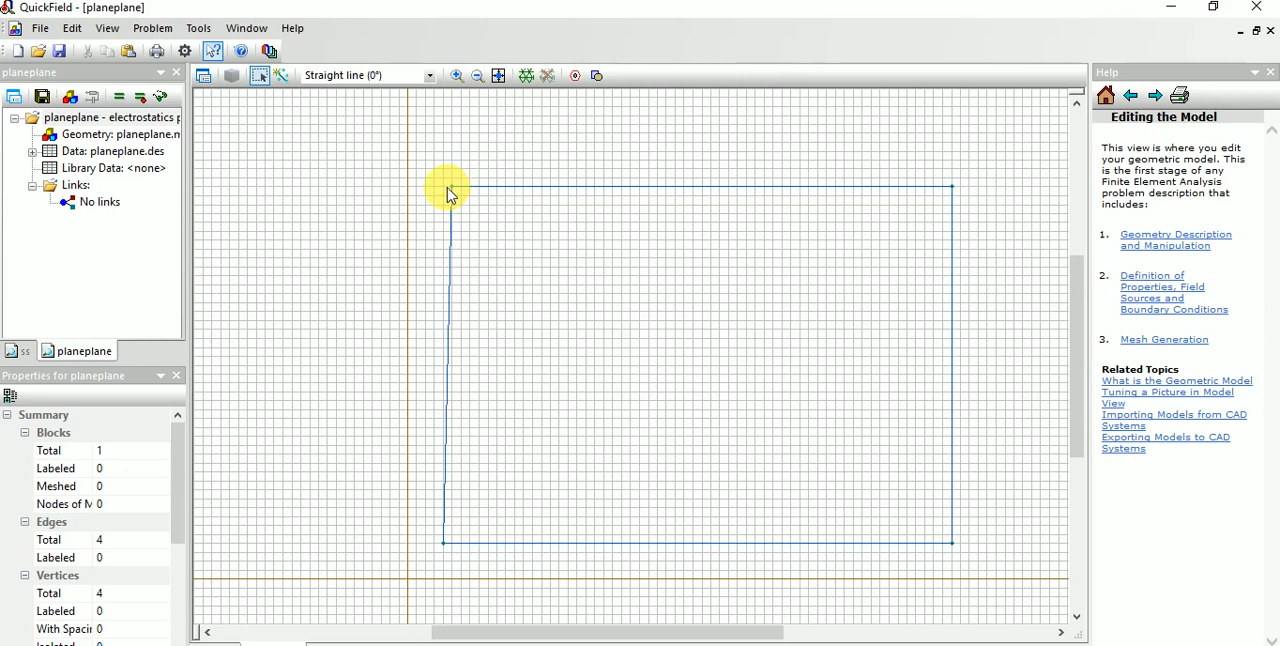 QuickField - [planeplane]
File Edit View Problem Tools Window Help
planeplane
Straight line (0°)
Help
planeplane - electrostatics p
Geometry: planeplane.m
Data: planeplane.des
Library Data: <none>
Links:
No links
ss planeplane
Properties for planeplane
Summary
Blocks
Total 1
Labeled 0
Meshed 0
Nodes of M 0
Edges
Total 4
Labeled 0
Vertices
Total 4
Labeled 0
With Spacin 0
Editing the Model
This view is where you edit
your geometric model. This
is the first stage of any
Finite Element Analysis
problem description that
includes:
1. Geometry Description
and Manipulation
2. Definition of
Properties, Field
Sources and
Boundary Conditions
3. Mesh Generation
Related Topics
What is the Geometric Model
Tuning a Picture in Model
View
Importing Models from CAD
Systems
Exporting Models to CAD
Systems